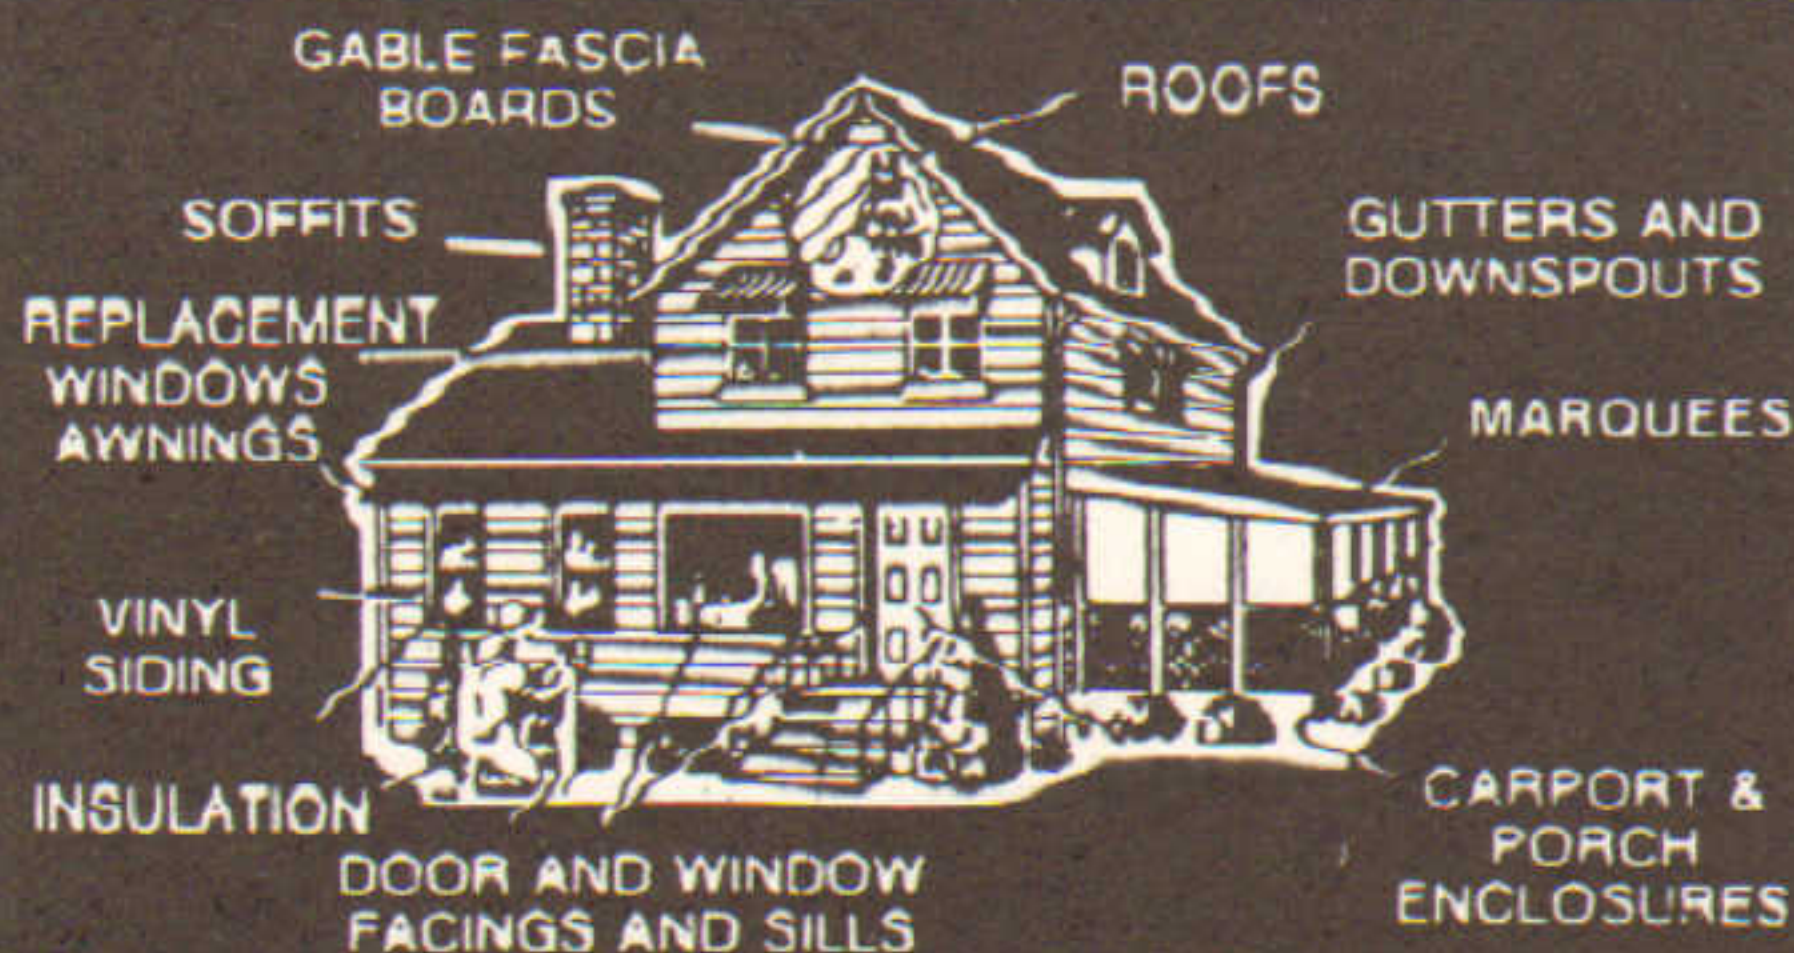 GABLE FASCIA
BOARDS
ROOFS
SOFFITS
GUTTERS AND
DOWNSPOUTS
REPLACEMENT
WINDOWS
AWNINGS
MARQUEES
VINYL
SIDING
INSULATION
DOOR AND WINDOW
FACINGS AND SILLS
CARPORT &
PORCH
ENCLOSURES